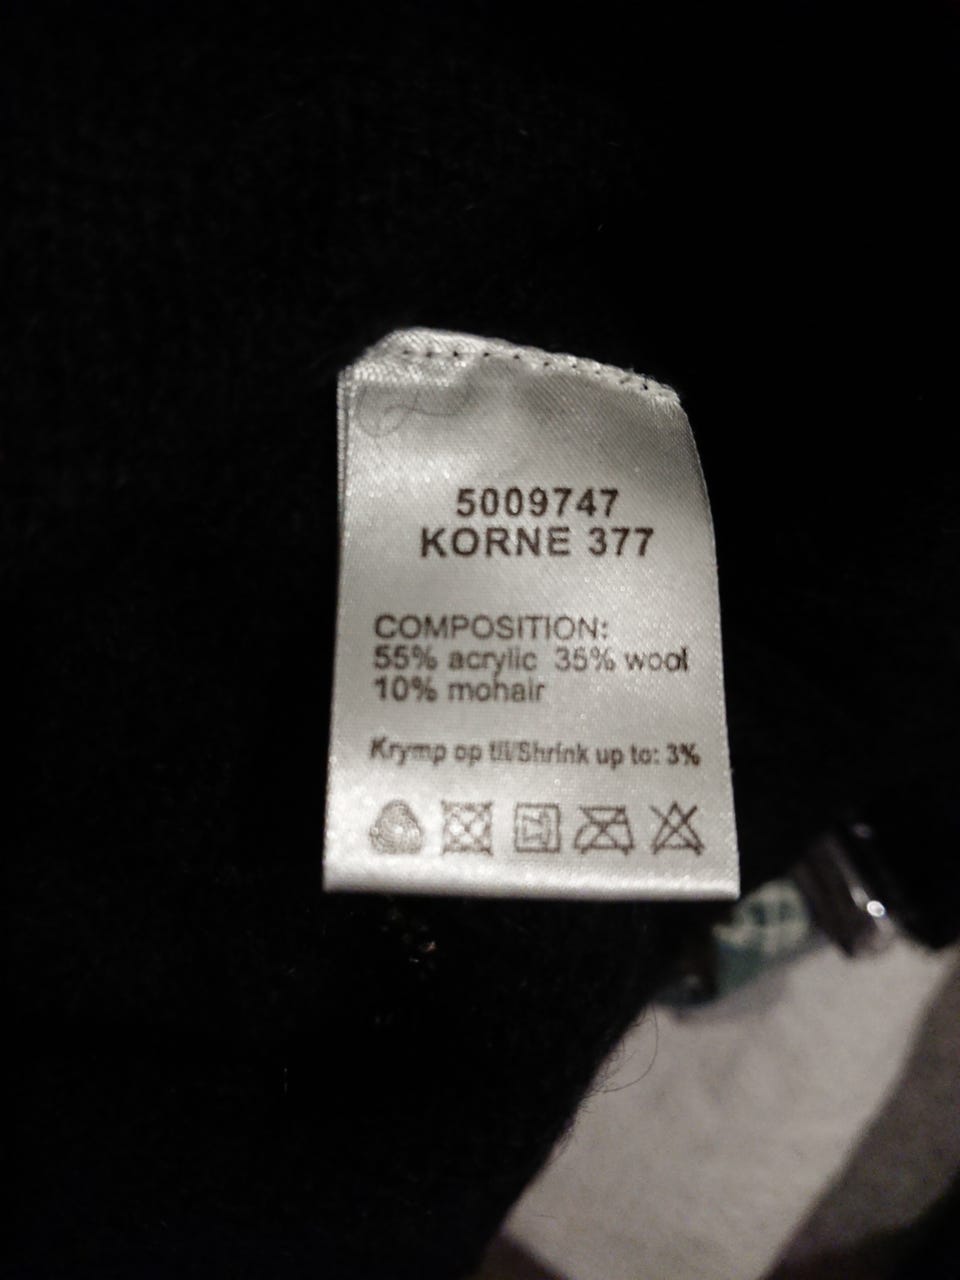 5009747
KORNE 377
COMPOSITION:
55% acrylic 35% wool
10% mohair
Krymp op til/Shrink up to: 3%